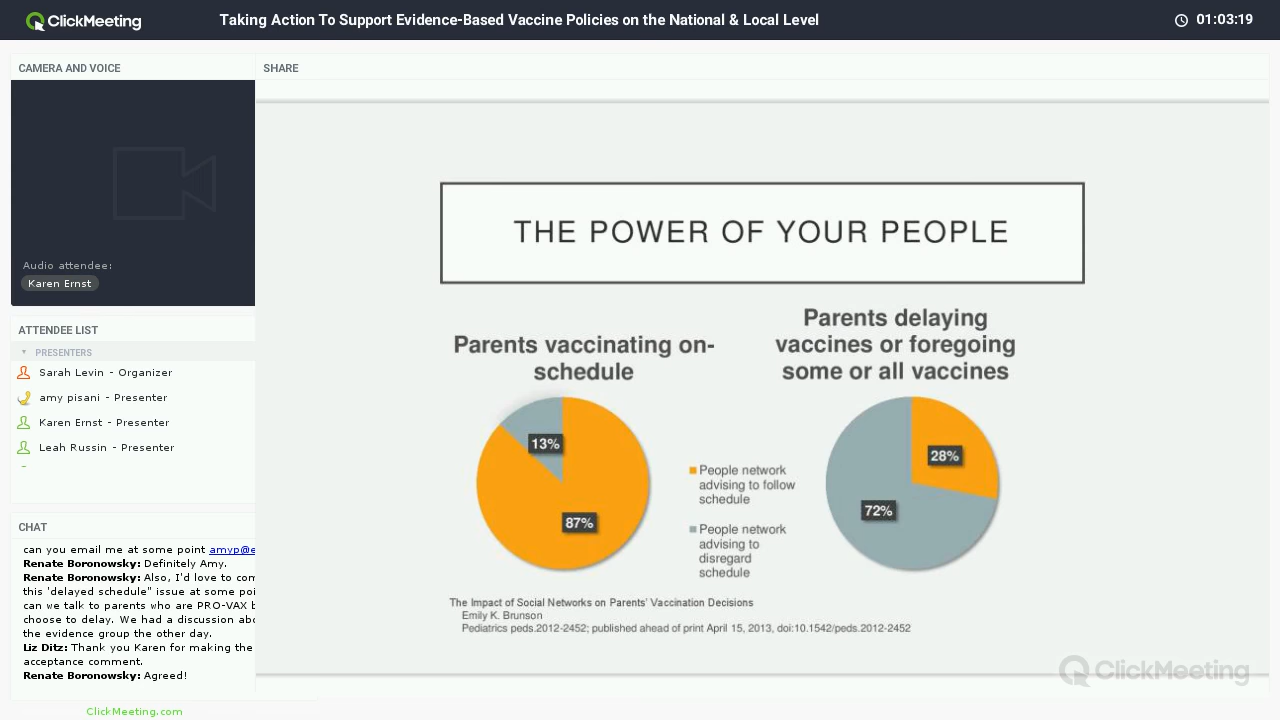 ClickMeeting
Taking Action To Support Evidence-Based Vaccine Policies on the National & Local Level
01:03:19
CAMERA AND VOICE
Audio attendee:
Karen Ernst
ATTENDEE LIST
PRESENTERS
Sarah Levin - Organizer
amy pisani - Presenter
Karen Ernst - Presenter
Leah Russin - Presenter
CHAT
can you email me at some point amyp@e
Renate Boronowsky: Definitely Amy.
Renate Boronowsky: Also, I'd love to com
this 'delayed schedule" issue at some poi
can we talk to parents who are PRO-VAX b
choose to delay. We had a discussion abo
the evidence group the other day.
Liz Ditz: Thank you Karen for making the
acceptance comment.
Renate Boronowsky: Agreed!
ClickMeeting.com
SHARE
THE POWER OF YOUR PEOPLE
Parents vaccinating on-
schedule
13%
87%
People network
advising to follow
schedule
People network
advising to
disregard
schedule
Parents delaying
vaccines or foregoing
some or all vaccines
28%
72%
The Impact of Social Networks on Parents' Vaccination Decisions
Emily K. Brunson
Pediatrics peds.2012-2452; published ahead of print April 15, 2013, doi:10.1542/peds.2012-2452
ClickMeeting